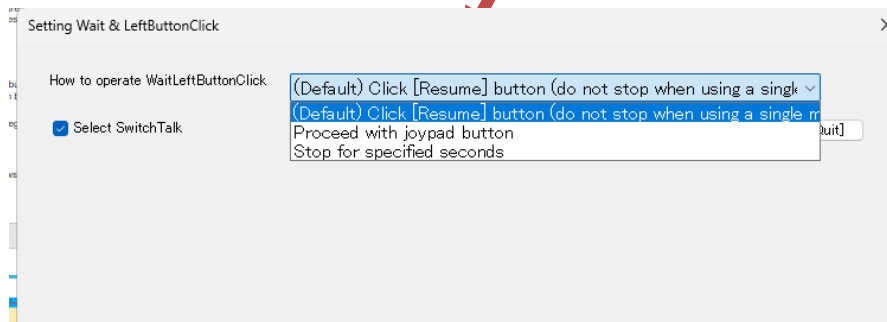 Setting Wait & LeftButtonClick
How to operate WaitLeftButtonClick
(Default) Click [Resume] button (do not stop when using a single
(Default) Click [Resume] button (do not stop when using a single m
Select SwitchTalk
Proceed with joypad button
Stop for specified seconds